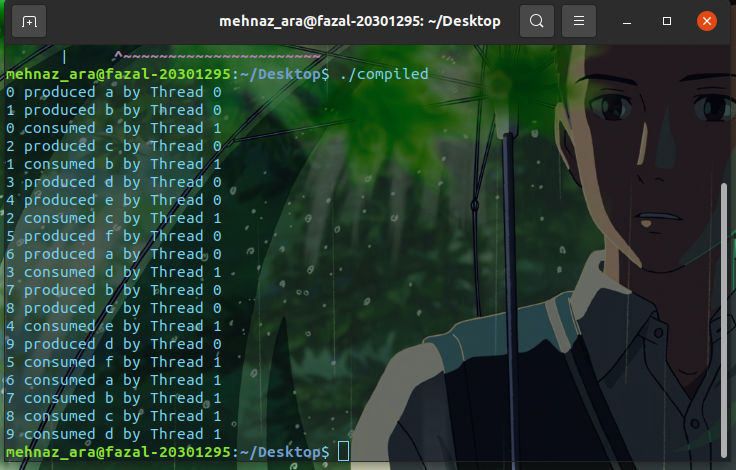 mehnaz_ara@fazal-20301295: ~/Desktop
| ^~~~~~~~~~~~~~~~~~~~~~~
mehnaz_ara@fazal-20301295:~/Desktop$ ./compiled
0 produced a by Thread 0
1 produced b by Thread 0
0 consumed a by Thread 1
2 produced c by Thread 0
1 consumed b by Thread 1
3 produced d by Thread 0
4 produced e by Thread 0
2 consumed c by Thread 1
5 produced f by Thread 0
6 produced a by Thread 0
3 consumed d by Thread 1
7 produced b by Thread 0
8 produced c by Thread 0
4 consumed e by Thread 1
9 produced d by Thread 0
5 consumed f by Thread 1
6 consumed a by Thread 1
7 consumed b by Thread 1
8 consumed c by Thread 1
9 consumed d by Thread 1
mehnaz_ara@fazal-20301295:~/Desktop$